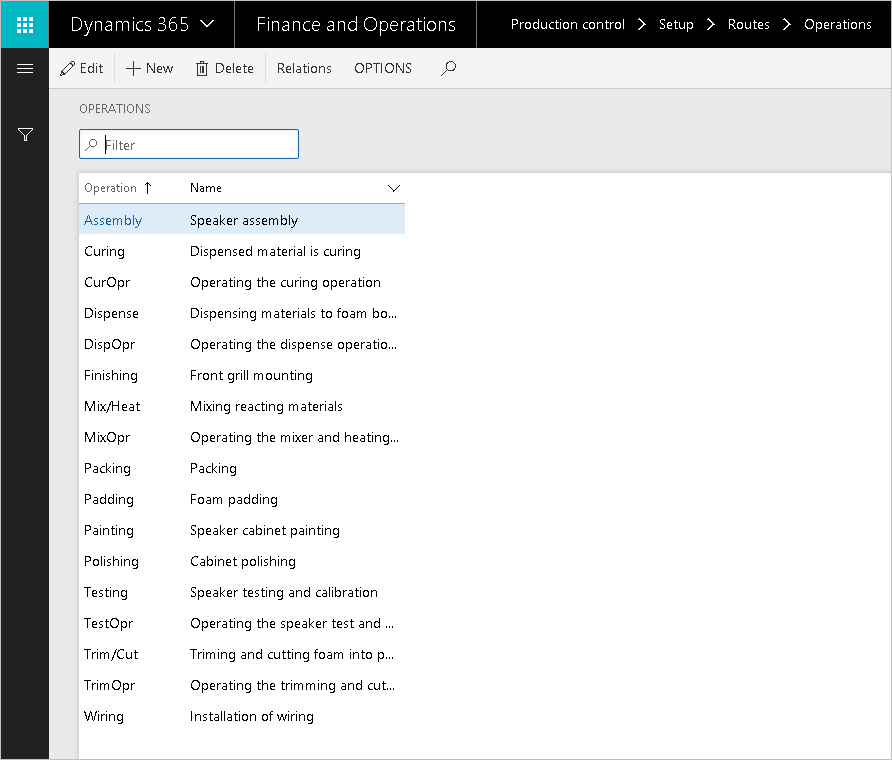 Dynamics 365 Finance and Operations Production control Setup Routes Operations
Edit New Delete Relations OPTIONS
OPERATIONS
Filter
Operation Name
Assembly Speaker assembly
Curing Dispensed material is curing
CurOpr Operating the curing operation
Dispense Dispensing materials to foam bo...
DispOpr Operating the dispense operatio...
Finishing Front grill mounting
Mix/Heat Mixing reacting materials
MixOpr Operating the mixer and heating...
Packing Packing
Padding Foam padding
Painting Speaker cabinet painting
Polishing Cabinet polishing
Testing Speaker testing and calibration
TestOpr Operating the speaker test and ...
Trim/Cut Triming and cutting foam into p...
TrimOpr Operating the trimming and cut...
Wiring Installation of wiring